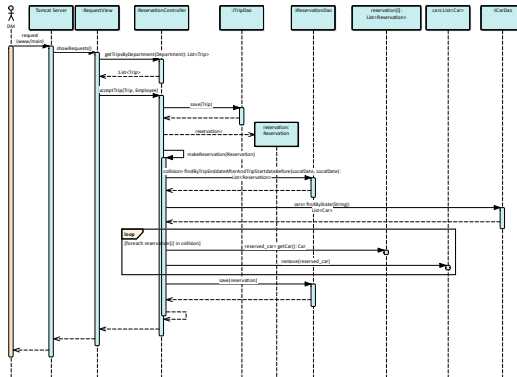 Tomcat Server
:RequestView
:ReservationController
:ITripDao
:IReservationDao
reservation[i]:
List<Reservation>
cars:List<Car>
:ICarDao
DM
request
(www/main)
showRequests()
getTripsByDepartment(Department): List<Trip>
:List<Trip>
acceptTrip(Trip, Employee)
save(Trip)
reservation=
reservation:
Reservation
makeReservation(Reservation)
collision= findByTripEnddateAfterAndTripStartdateBefore(LocalDate, LocalDate):
List<Reservation>
cars=findByState(String):
List<Car>
loop
[foreach reservation[i] in collision]
reserved_car=getCar(): Car
remove(reserved_car)
save(reservation)